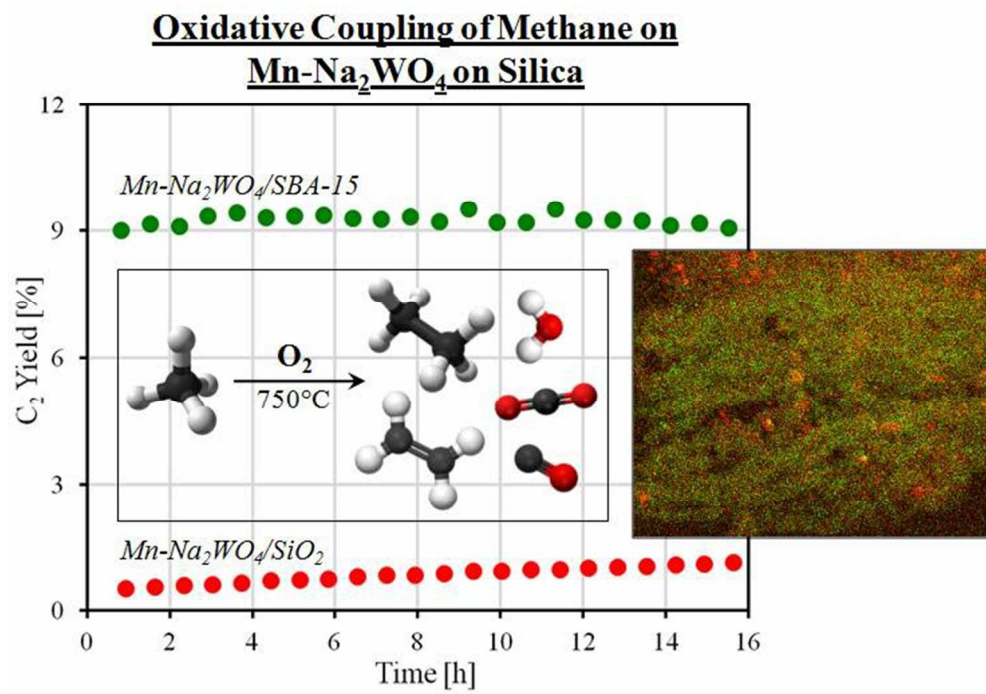 Oxidative Coupling of Methane on
Mn-Na₂WO₄ on Silica
12
Mn-Na₂WO₄/SBA-15
9
C₂ Yield [%]
O₂
750°C
6
3
Mn-Na₂WO₄/SiO₂
0
0 2 4 6 8 10 12 14 16
Time [h]